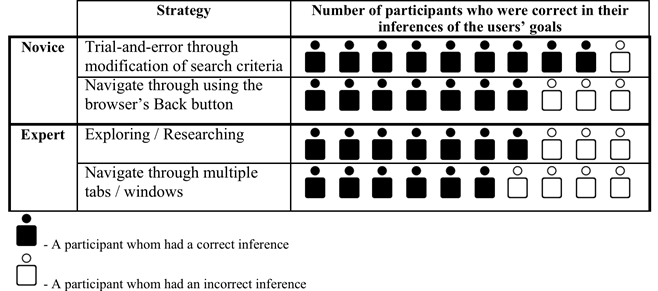 Strategy
Number of participants who were correct in their
inferences of the users' goals
Novice
Trial-and-error through
modification of search criteria
Navigate through using the
browser's Back button
Expert
Exploring / Researching
Navigate through multiple
tabs / windows
- A participant whom had a correct inference
- A participant whom had an incorrect inference